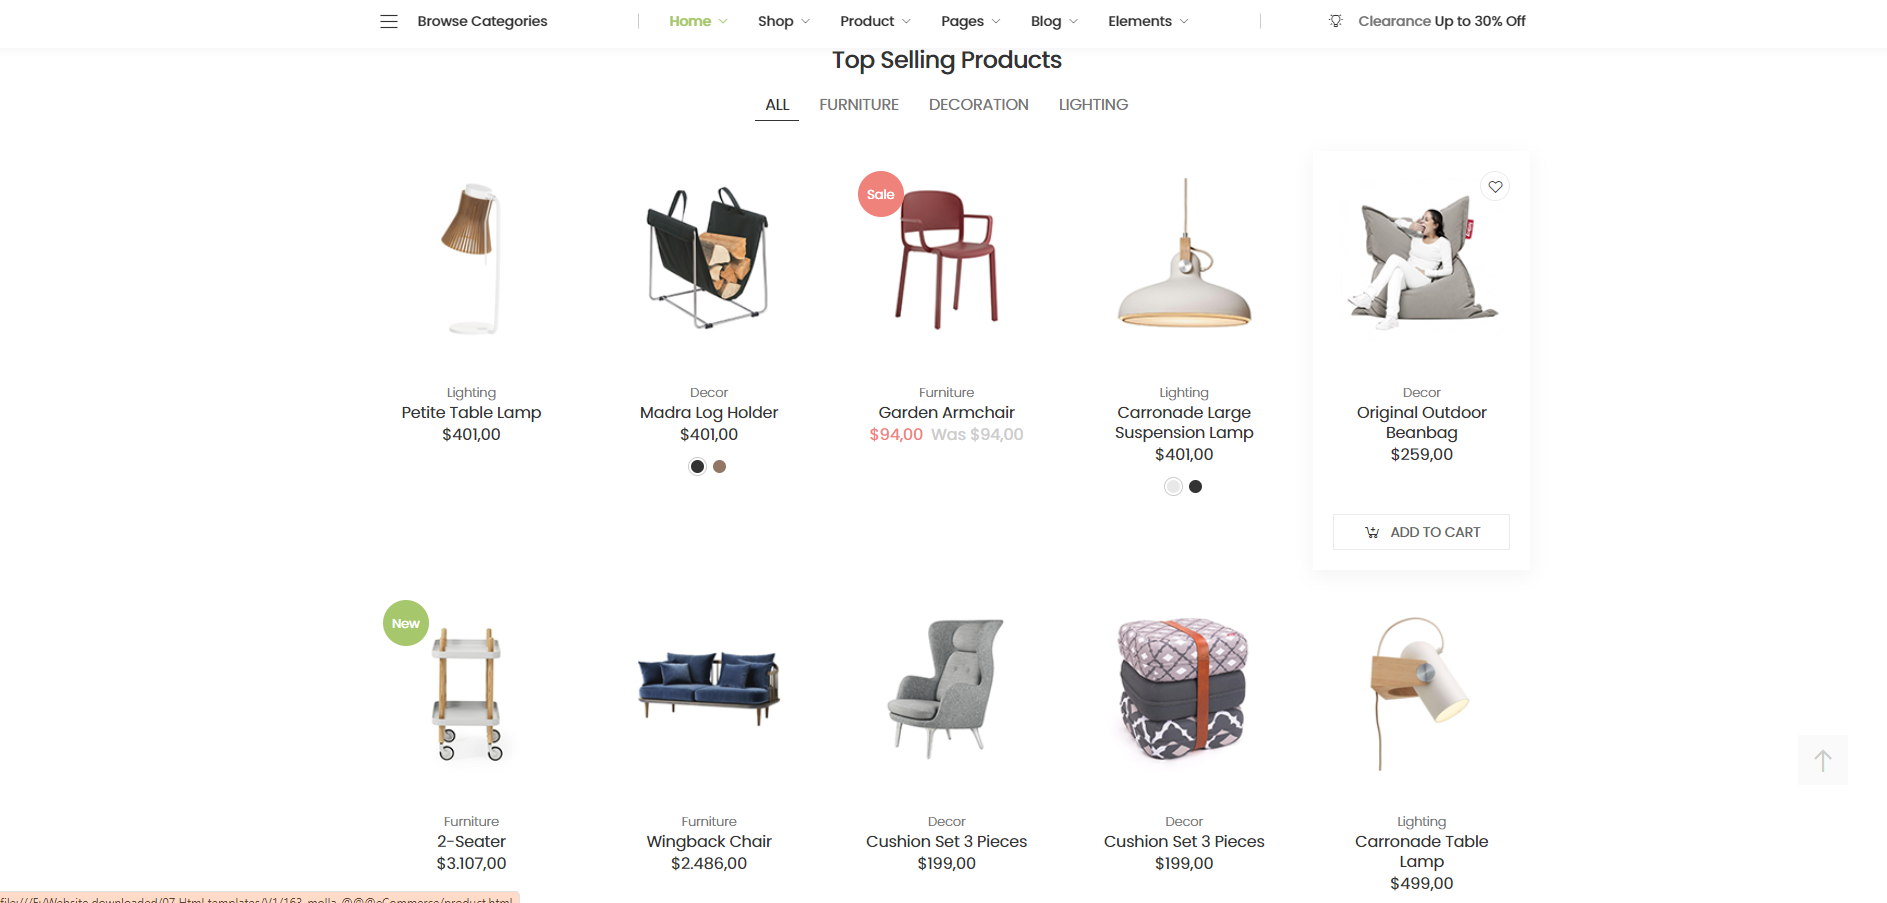 Browse Categories
Home
Shop
Product
Pages
Blog
Elements
Clearance Up to 30% Off
Top Selling Products
ALL
FURNITURE
DECORATION
LIGHTING
Sale
Lighting
Petite Table Lamp
$401,00
Decor
Madra Log Holder
$401,00
Furniture
Garden Armchair
$94,00 Was $94,00
Lighting
Carronade Large
Suspension Lamp
$401,00
Decor
Original Outdoor
Beanbag
$259,00
ADD TO CART
New
Furniture
2-Seater
$3.107,00
Furniture
Wingback Chair
$2.486,00
Decor
Cushion Set 3 Pieces
$199,00
Decor
Cushion Set 3 Pieces
$199,00
Lighting
Carronade Table
Lamp
$499,00